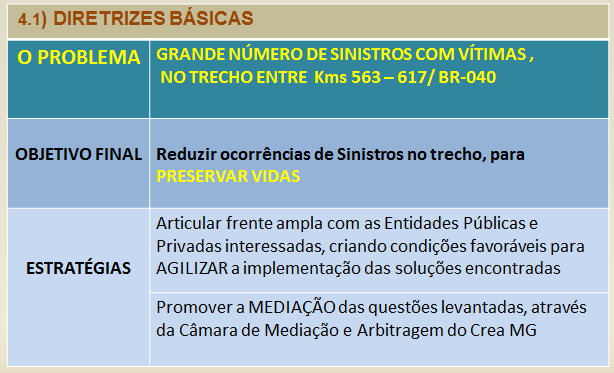 4.1) DIRETRIZES BÁSICAS
O PROBLEMA
GRANDE NÚMERO DE SINISTROS COM VÍTIMAS ,
NO TRECHO ENTRE Kms 563 – 617/ BR-040
OBJETIVO FINAL
Reduzir ocorrências de Sinistros no trecho, para
PRESERVAR VIDAS
ESTRATÉGIAS
Articular frente ampla com as Entidades Públicas e
Privadas interessadas, criando condições favoráveis para
AGILIZAR a implementação das soluções encontradas
Promover a MEDIAÇÃO das questões levantadas, através
da Câmara de Mediação e Arbitragem do Crea MG